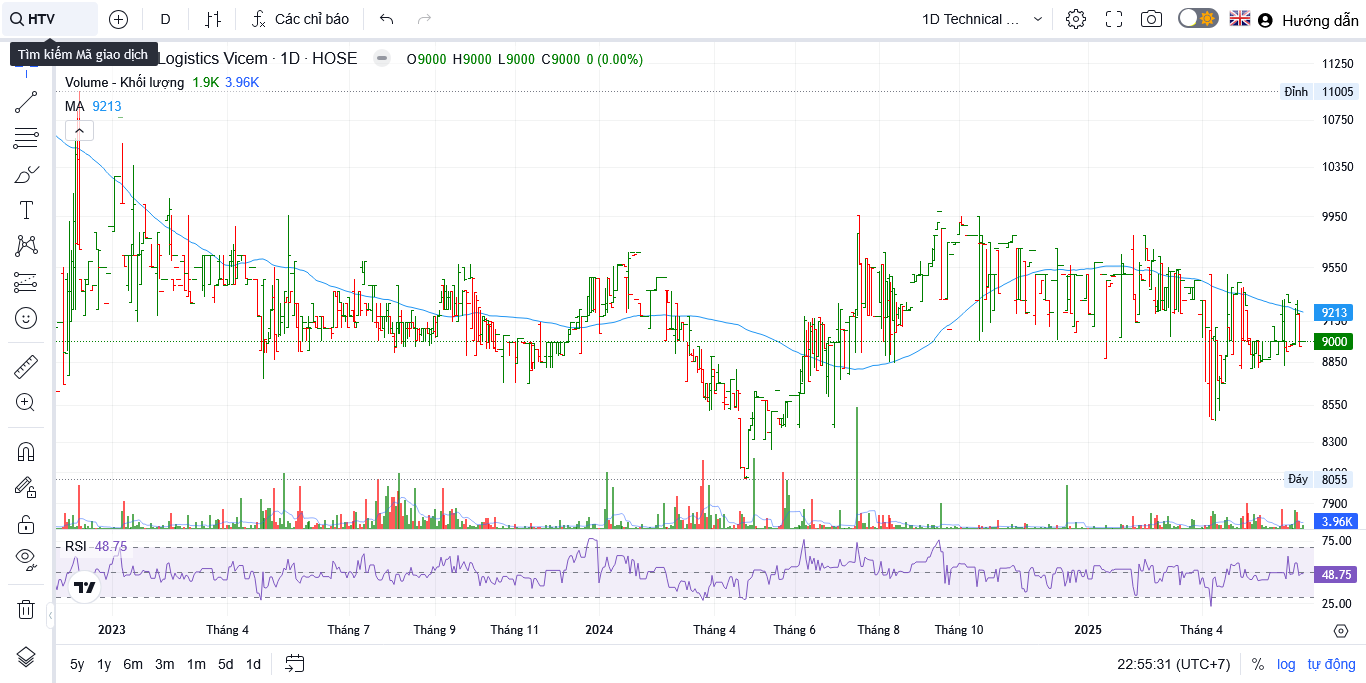 HTV
D
Các chỉ báo
1D Technical ...
Hướng dẫn
Tìm kiếm Mã giao dịch
Logistics Vicem · 1D · HOSE
O9000 H9000 L9000 C9000 0 (0.00%)
Volume - Khối lượng 1.9K 3.96K
MA 9213
11250
Đỉnh 11005
10750
10350
9950
9550
9213
9150
9000
8850
8550
8300
8100
Đáy 8055
7900
3.96K
RSI 48.75
75.00
48.75
25.00
2023 Tháng 4 Tháng 7 Tháng 9 Tháng 11 2024 Tháng 4 Tháng 6 Tháng 8 Tháng 10 2025 Tháng 4
5y 1y 6m 3m 1m 5d 1d
22:55:31 (UTC+7) % log tự động